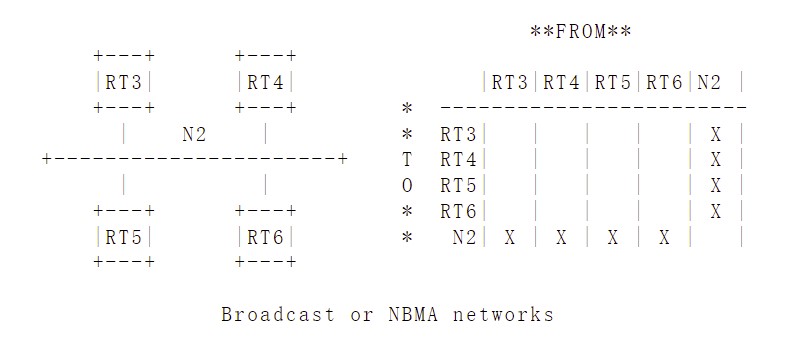 **FROM**
    +---+      +---+
    |RT3|      |RT4|                  |RT3|RT4|RT5|RT6|N2 |
    +---+      +---+        *  ------------------------
      |    N2    |          *  RT3|   |   |   |   | X |
+----------------------+    T  RT4|   |   |   |   | X |
      |          |          O  RT5|   |   |   |   | X |
    +---+      +---+        *  RT6|   |   |   |   | X |
    |RT5|      |RT6|        *   N2| X | X | X | X |   |
    +---+      +---+
              Broadcast or NBMA networks